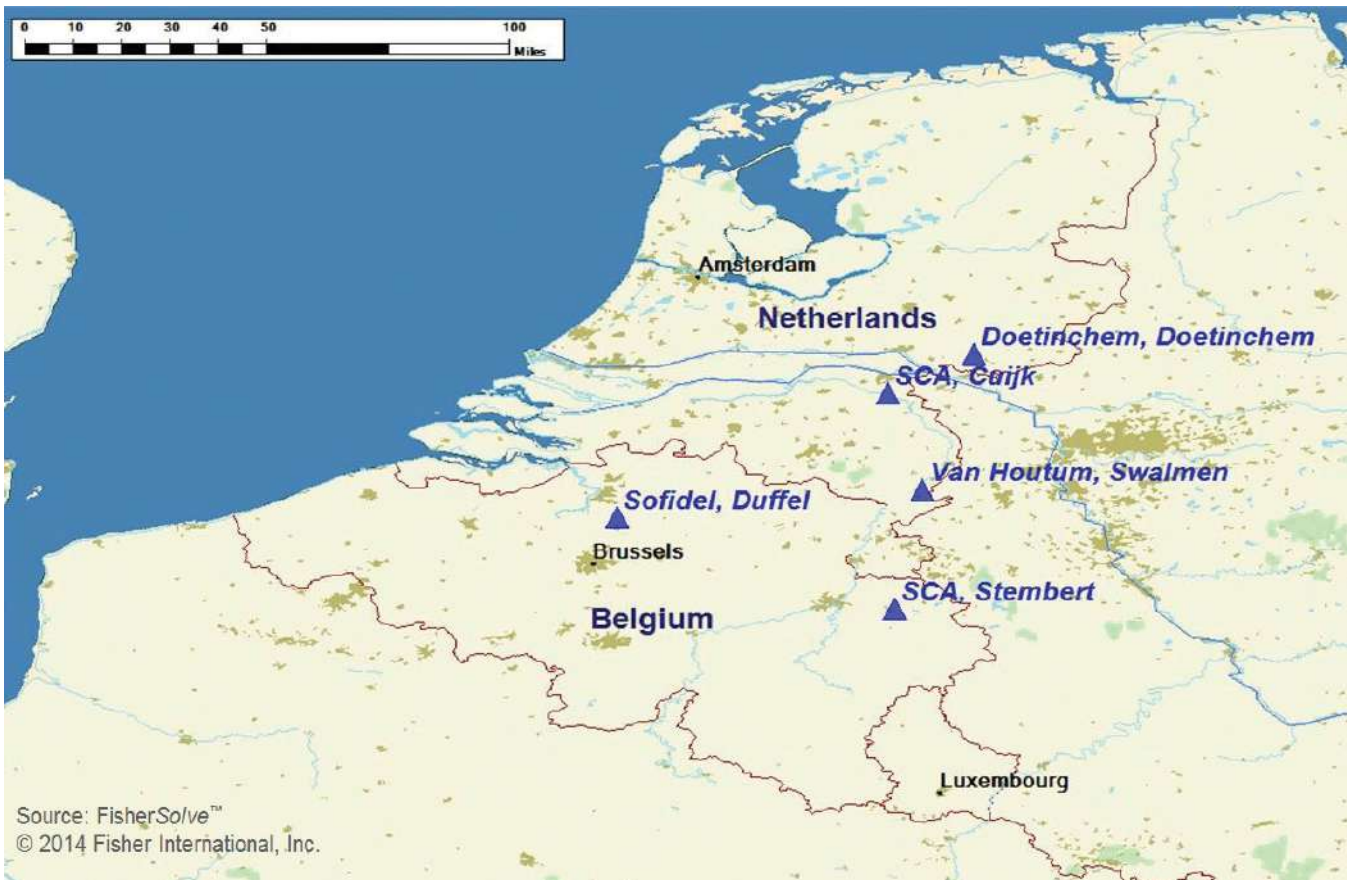 0 10 20 30 40 50 100
Miles
Amsterdam
Netherlands
Doetinchem, Doetinchem
SCA, Cuijk
Van Houtum, Swalmen
Sofidel, Duffel
Brussels
SCA, Stembert
Belgium
Luxembourg
Source: FisherSolve™
© 2014 Fisher International, Inc.